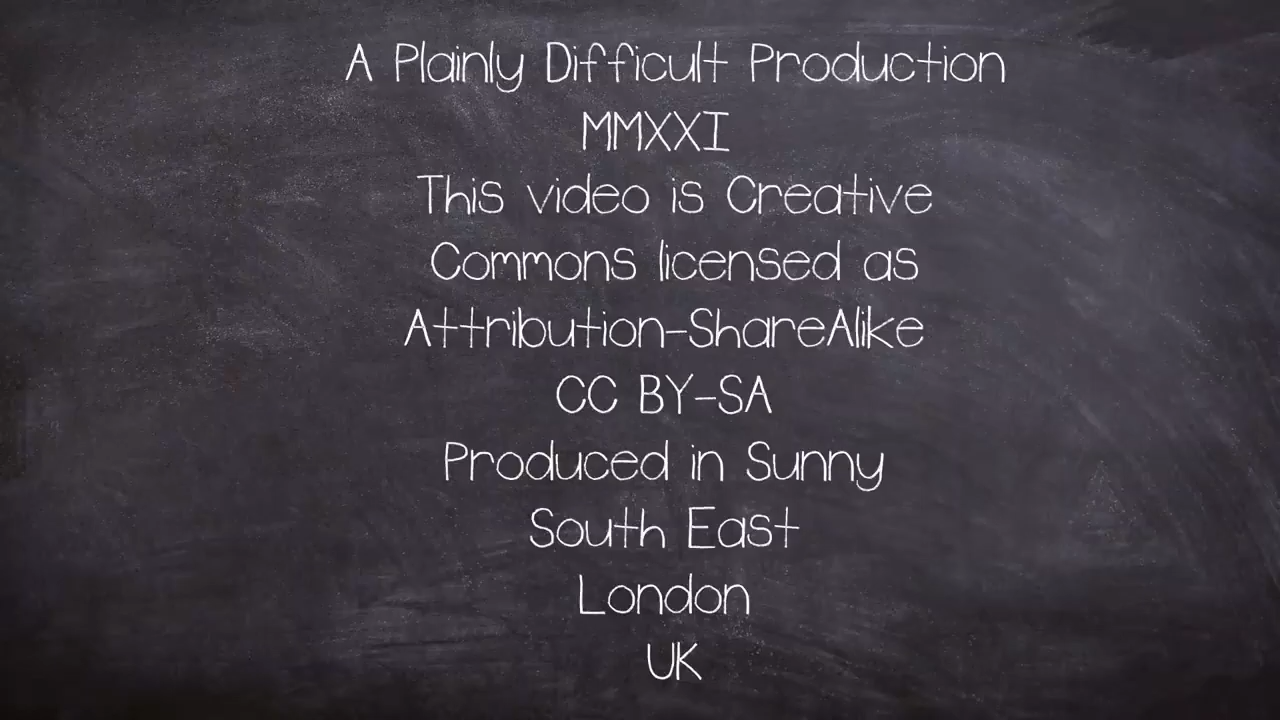 A Plainly Difficult Production
MMXXI
This video is Creative
Commons licensed as
Attribution-ShareAlike
CC BY-SA
Produced in Sunny
South East
London
UK